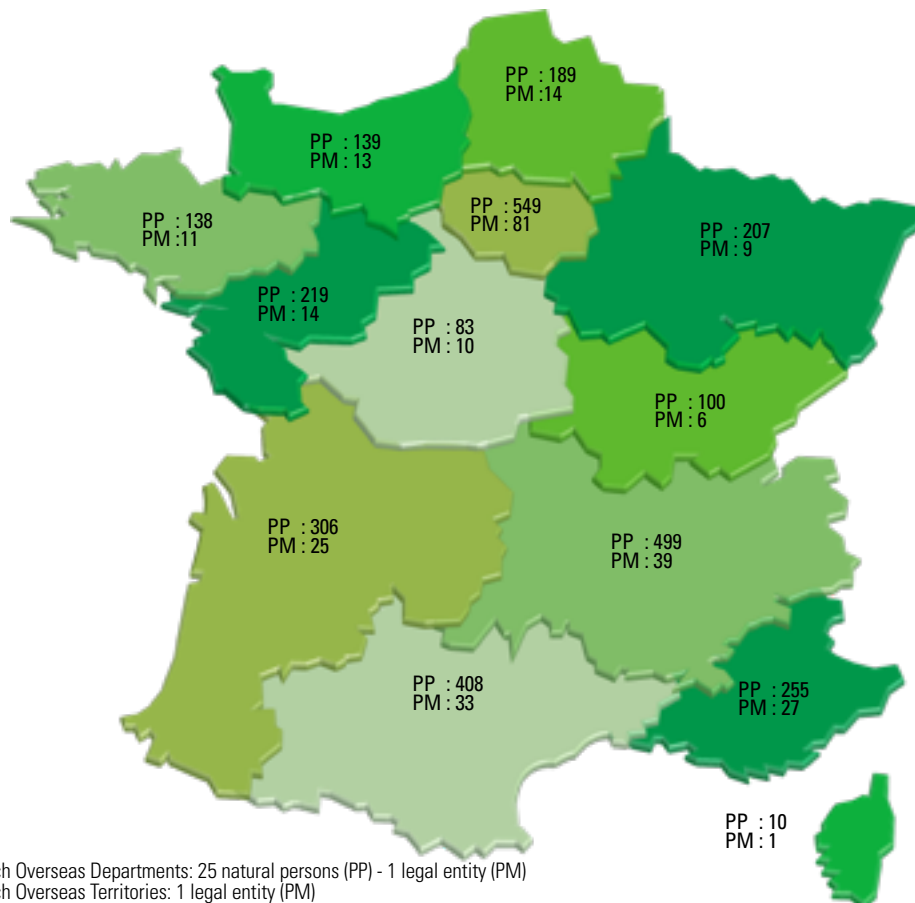 PP : 189
PM :14
PP : 139
PM : 13
PP : 549
PM : 81
PP : 138
PM :11
PP : 207
PM : 9
PP : 219
PM : 14
PP : 83
PM : 10
PP : 100
PM : 6
PP : 306
PM : 25
PP : 499
PM : 39
PP : 408
PM : 33
PP : 255
PM : 27
PP : 10
PM : 1
ch Overseas Departments: 25 natural persons (PP) - 1 legal entity (PM)
ch Overseas Territories: 1 legal entity (PM)